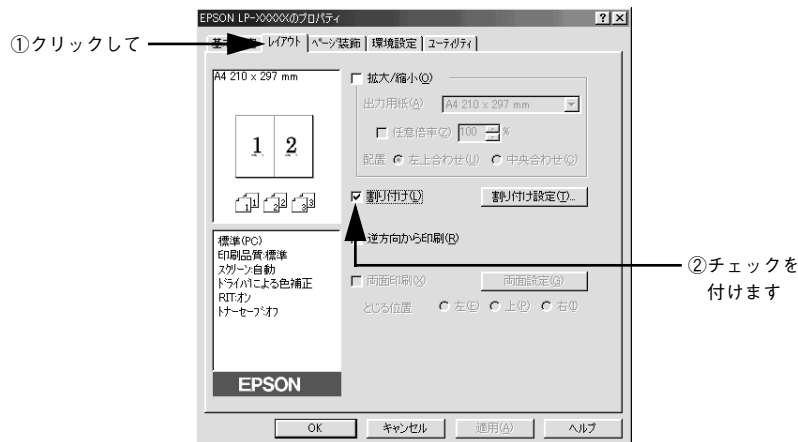 EPSON LP-XXXXXのプロパティ
①クリックして
レイアウト
ページ装飾
環境設定
ユーティリティ
A4 210 x 297 mm
1 2
1 1 2 2 3 3
拡大/縮小(O)
出力用紙(A) A4 210 x 297 mm
任意倍率(Z) 100 %
配置 左上合わせ(U) 中央合わせ(C)
割り付け(L) 割り付け設定(T)...
逆方向から印刷(R)
②チェックを
付けます
両面印刷(X) 両面設定(G)
とじる位置 左(E) 上(P) 右(I)
標準(PC)
印刷品質:標準
スクリーン:自動
ドライバによる色補正
RIT:オン
トナーセーブ:オフ
EPSON
OK キャンセル 適用(A) ヘルプ